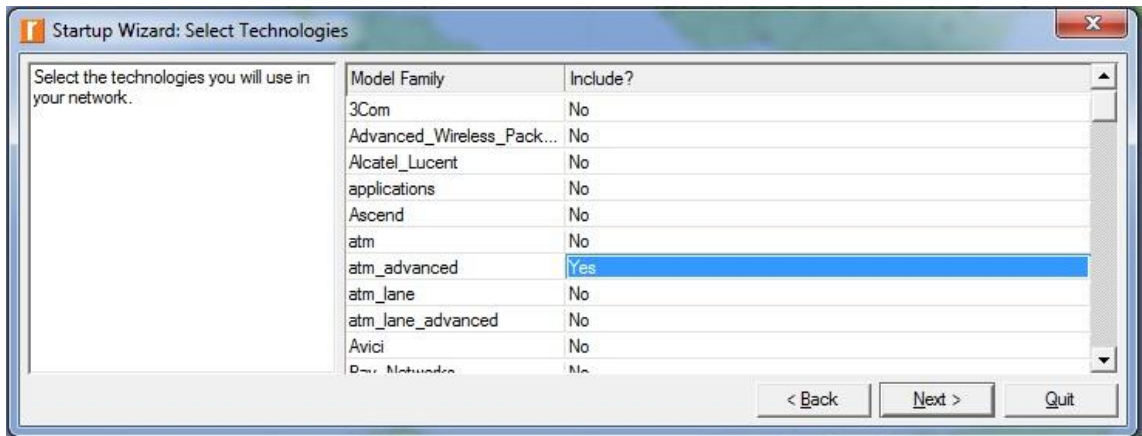 Startup Wizard: Select Technologies
Select the technologies you will use in
your network.
Model Family Include?
3Com No
Advanced_Wireless_Pack... No
Alcatel_Lucent No
applications No
Ascend No
atm No
atm_advanced Yes
atm_lane No
atm_lane_advanced No
Avici No
Bay_Networks No
< Back Next > Quit